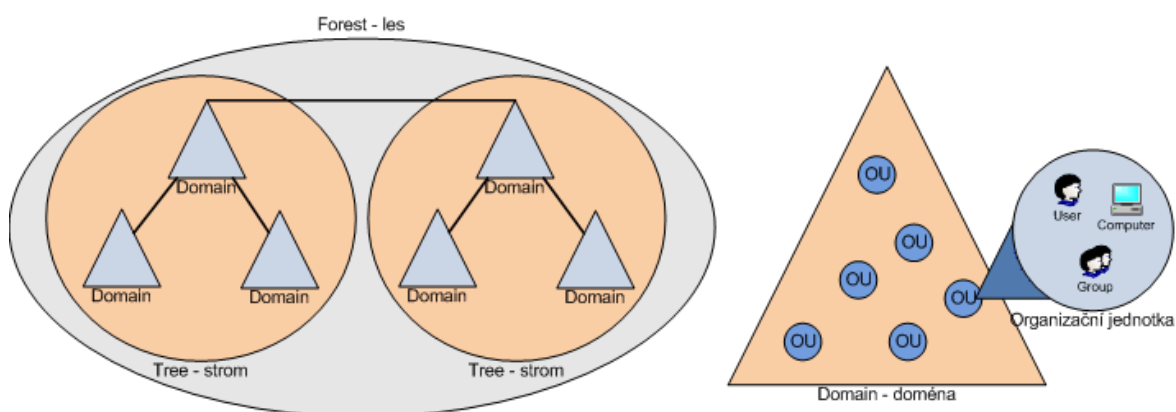 Forest - les
Domain
Domain
Domain
Tree - strom
Domain
Domain
Domain
Tree - strom
OU
OU
OU
OU
OU
OU
Domain - doména
User
Computer
Group
Organizační jednotka